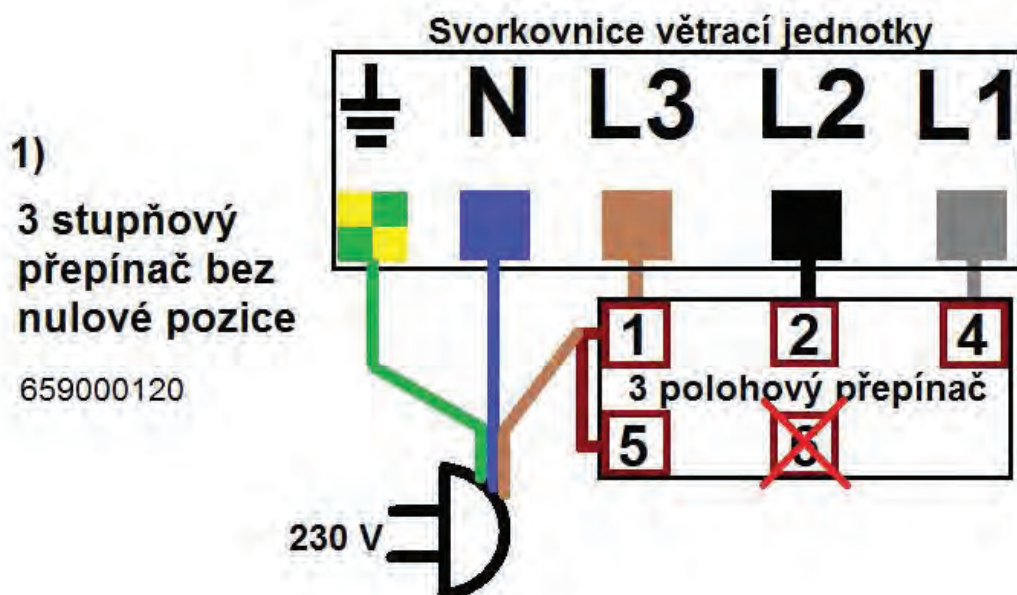 Svorkovnice větrací jednotky
N L3 L2 L1
1)
3 stupňový
přepínač bez
nulové pozice
659000120
1 2 4
3 polohový přepínač
5 6
230 V